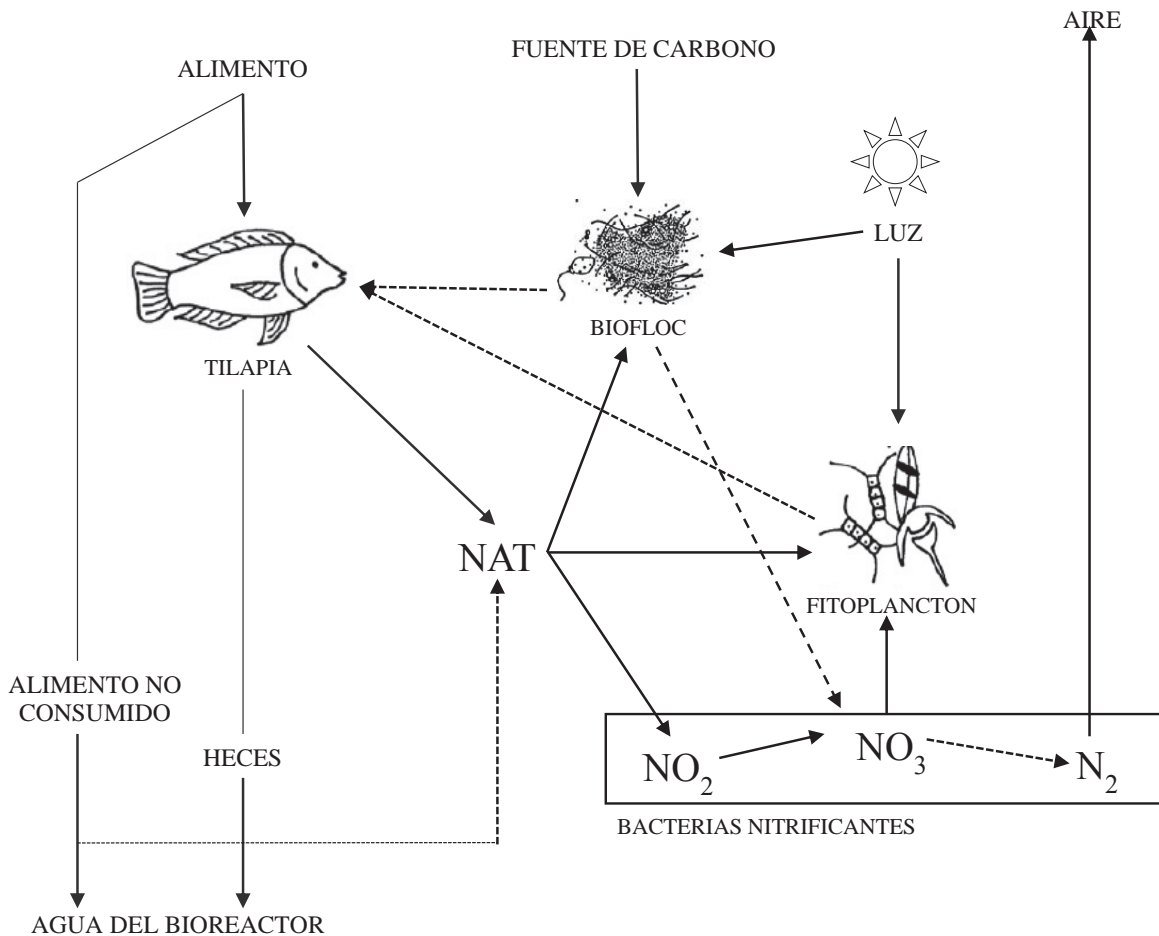 AIRE
FUENTE DE CARBONO
ALIMENTO
LUZ
BIOFLOC
TILAPIA
NAT
FITOPLANCTON
ALIMENTO NO
CONSUMIDO
HECES
NO₂
NO₃
N₂
BACTERIAS NITRIFICANTES
AGUA DEL BIOREACTOR